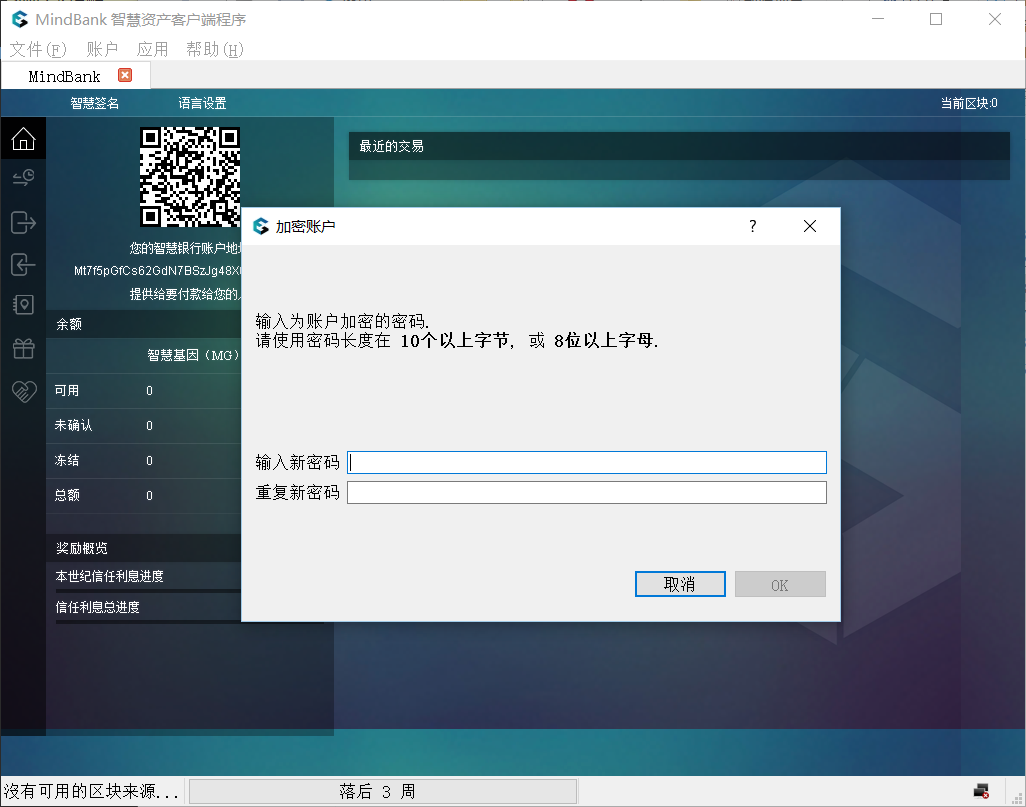 MindBank 智慧资产客户端程序
文件(F) 账户 应用 帮助(H)
MindBank
智慧签名 语言设置 当前区块:0
最近的交易
您的智慧银行账户地
Mt7f5pGfCs62GdN7BSzJg48X
提供给要付款给您的
余额
智慧基因（MG）
可用 0
未确认 0
冻结 0
总额 0
奖励概览
本世纪信任利息进度
信任利息总进度
加密账户
?
输入为账户加密的密码.
请使用密码长度在 10个以上字节, 或 8位以上字母.
输入新密码
重复新密码
取消 OK
沒有可用的区块来源... 落后 3 周